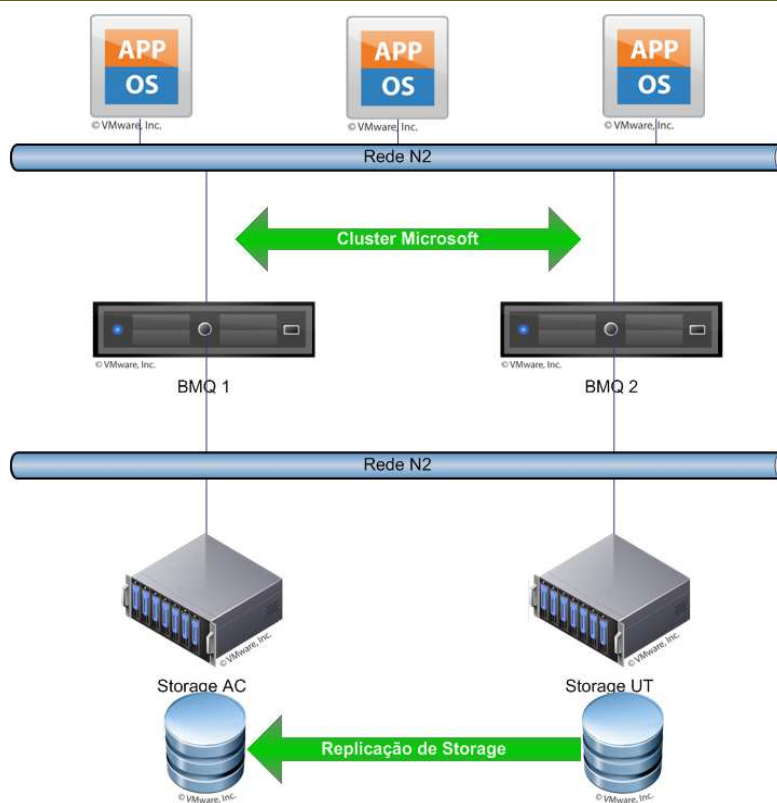 APP
OS
© VMware, Inc.
APP
OS
© VMware, Inc.
APP
OS
© VMware, Inc.
Rede N2
Cluster Microsoft
© VMware, Inc.
BMQ 1
© VMware, Inc.
BMQ 2
Rede N2
© VMware, Inc.
Storage AC
© VMware, Inc.
Storage UT
Replicação de Storage
© VMware, Inc.
© VMware, Inc.